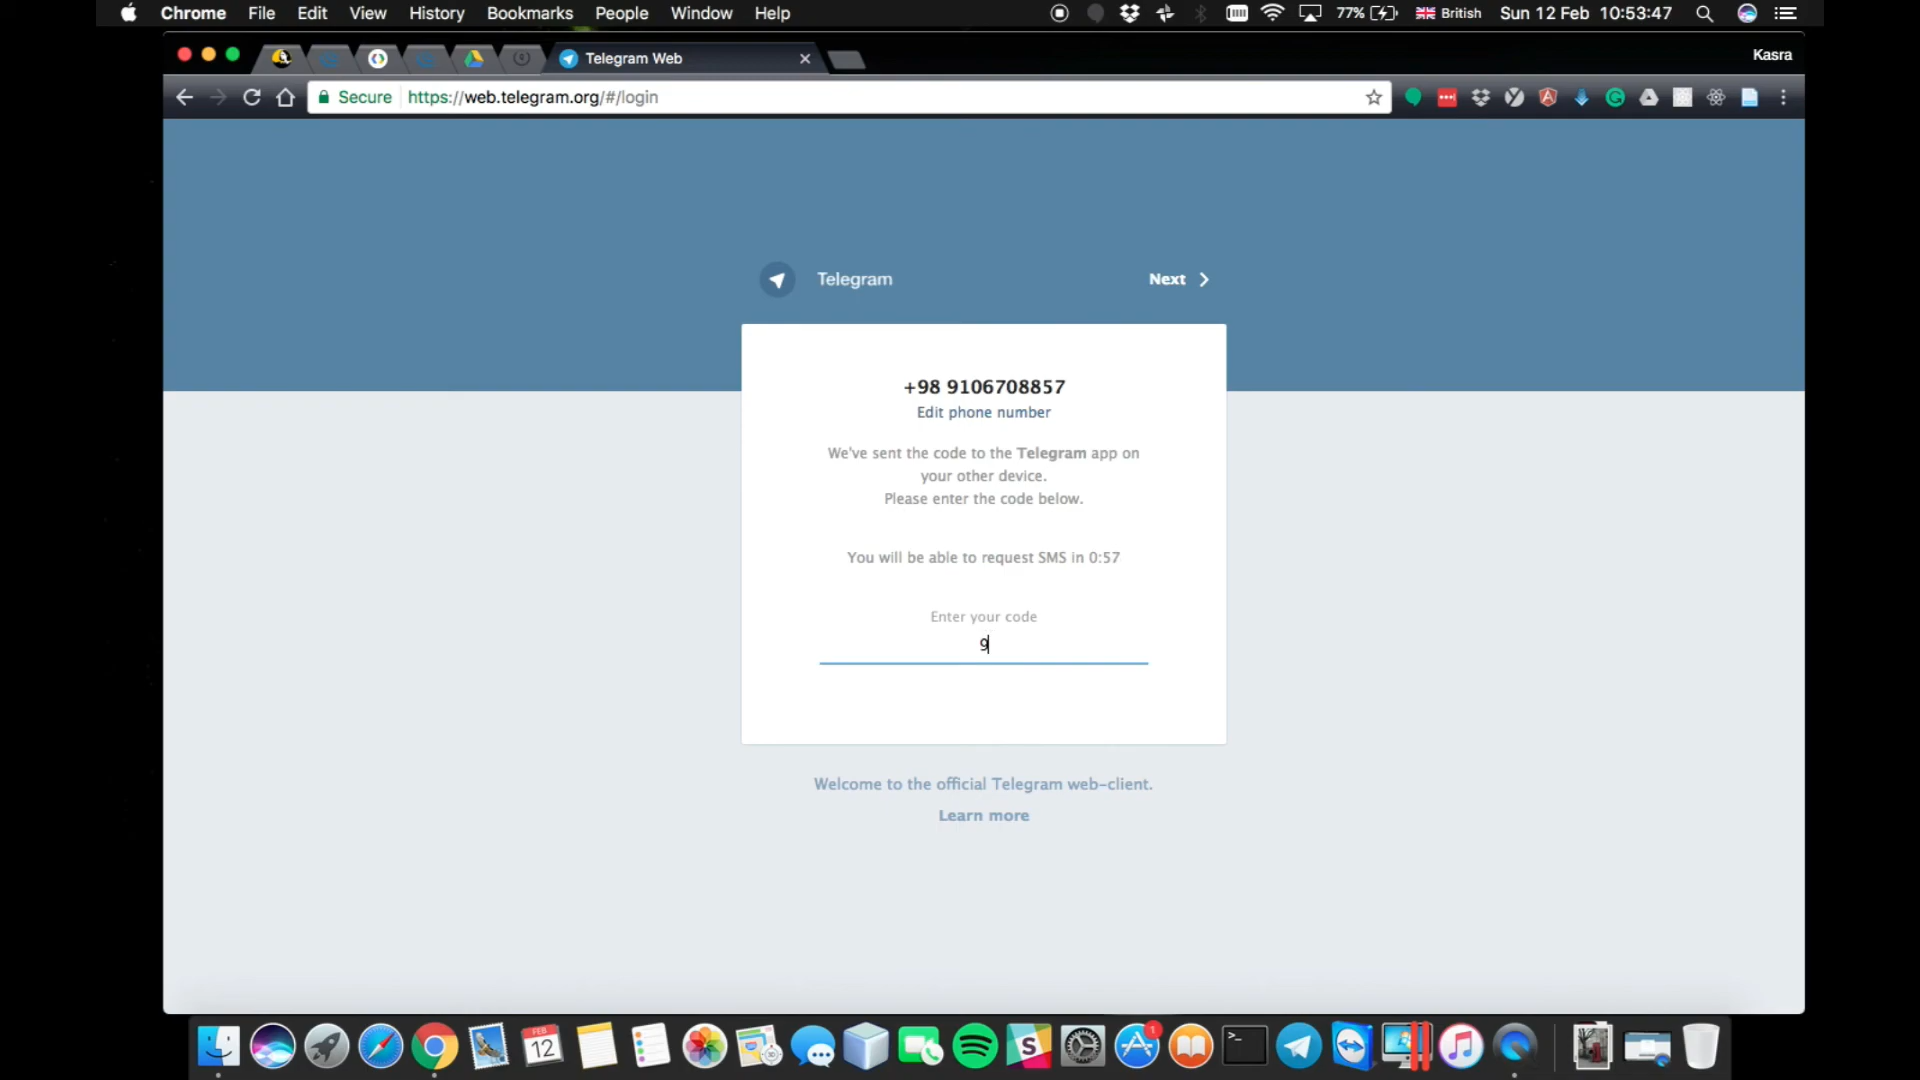 Chrome File Edit View History Bookmarks People Window Help 77% British Sun 12 Feb 10:53:47
Telegram Web Kasra
Secure https://web.telegram.org/#/login
Telegram Next
+98 9106708857
Edit phone number
We've sent the code to the Telegram app on
your other device.
Please enter the code below.
You will be able to request SMS in 0:57
Enter your code
9
Welcome to the official Telegram web-client.
Learn more
FEB
12
1